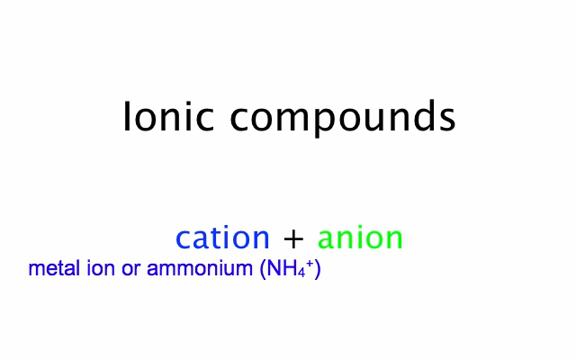 Ionic compounds
cation + anion
metal ion or ammonium (NH₄⁺)